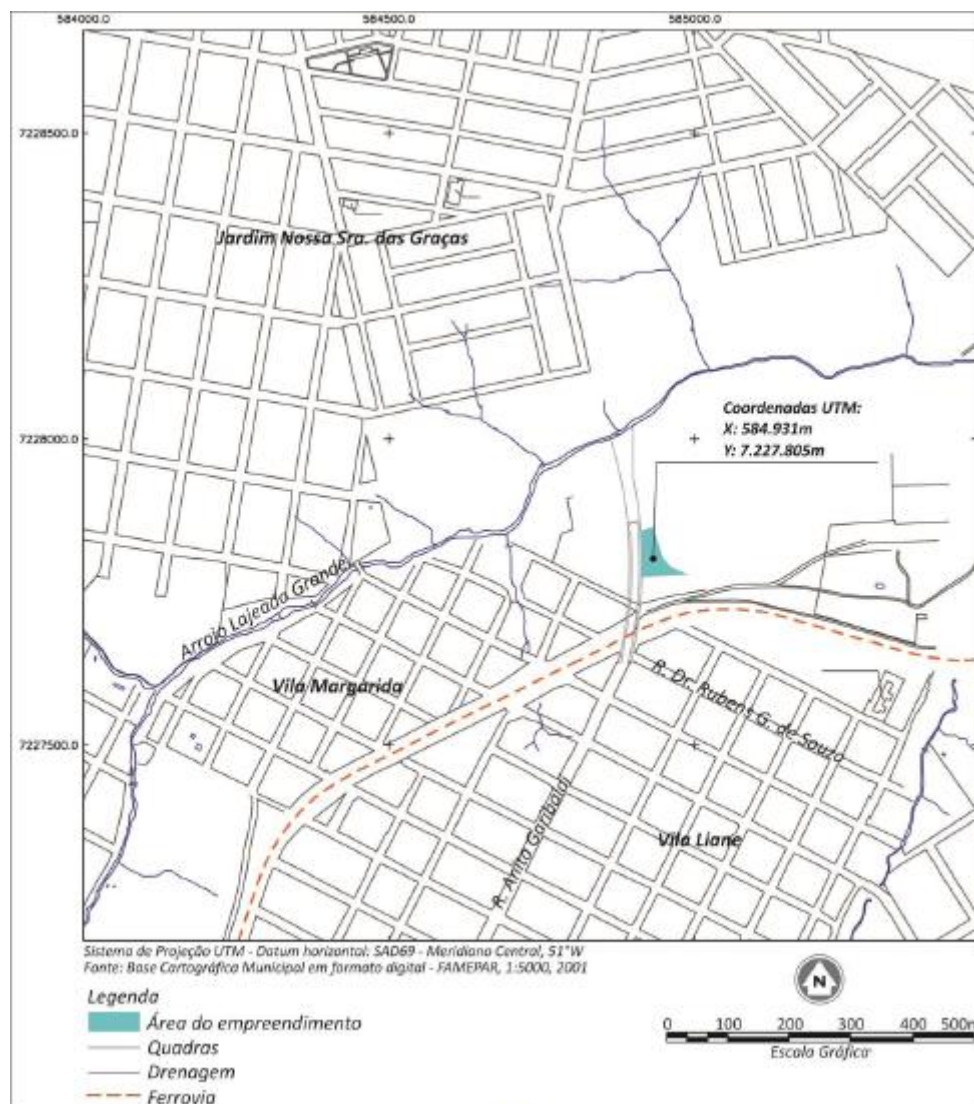 584000.0 584500.0 585000.0
7228500.0
Jardim Nossa Sra. das Graças
Coordenadas UTM:
X: 584.931m
Y: 7.227.805m
7228000.0
Arroio Lajeado Grande
Vila Margarida
R. Dr. Rubens G. de Souza
7227500.0
R. Anita Garibaldi
Vila Liane
Sistema de Projeção UTM - Datum horizontal: SAD69 - Meridiano Central, 51°W
Fonte: Base Cartográfica Municipal em formato digital - FAMEPAR, 1:5000, 2001
Legenda
Área do empreendimento
Quadras
Drenagem
Ferrovia
N
0 100 200 300 400 500m
Escala Gráfica